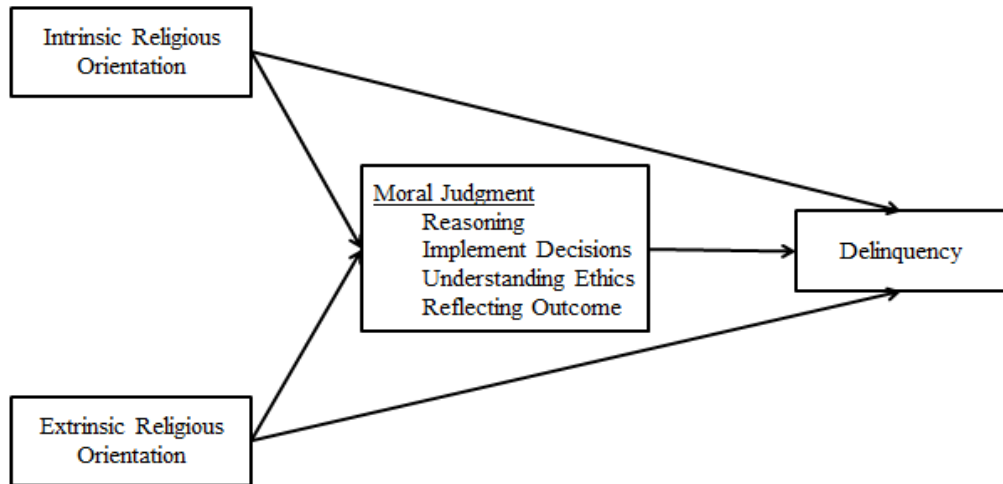 Intrinsic Religious
Orientation
Moral Judgment
Reasoning
Implement Decisions
Understanding Ethics
Reflecting Outcome
Delinquency
Extrinsic Religious
Orientation